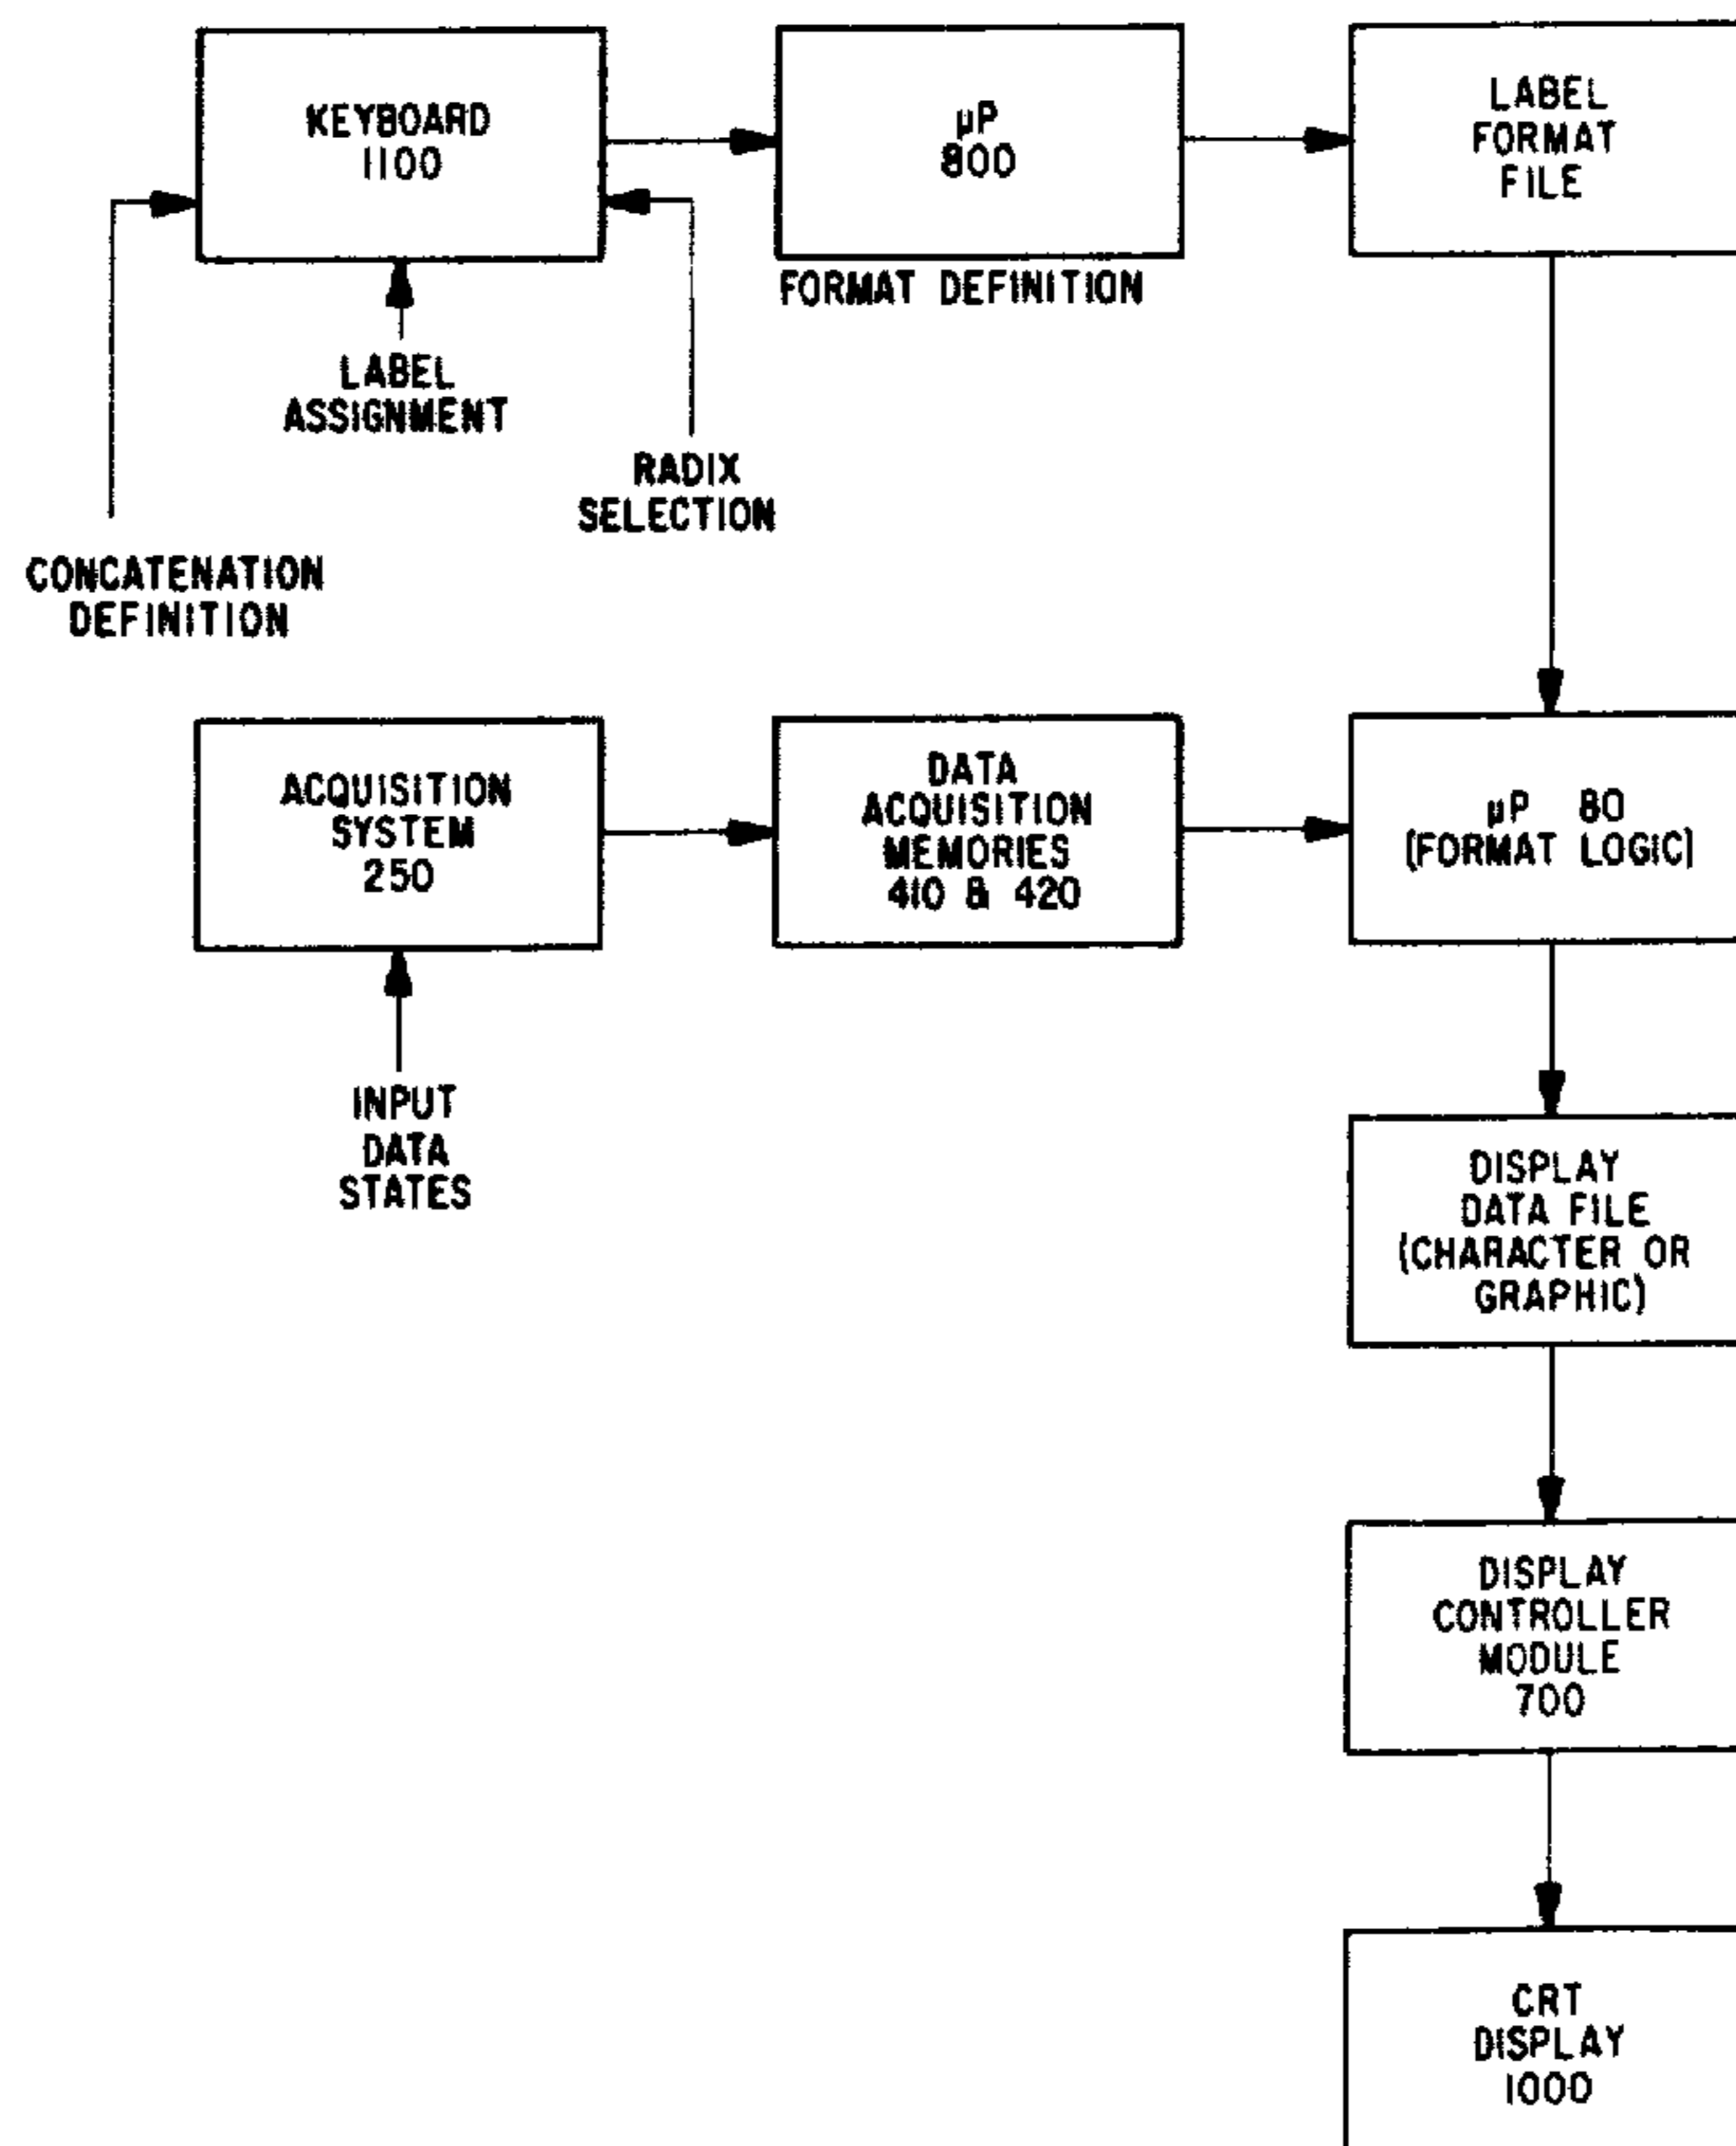 KEYBOARD
1100
µP
800
LABEL
FORMAT
FILE
FORMAT DEFINITION
LABEL
ASSIGNMENT
RADIX
SELECTION
CONCATENATION
DEFINITION
ACQUISITION
SYSTEM
250
DATA
ACQUISITION
MEMORIES
410 & 420
µP 80
(FORMAT LOGIC)
INPUT
DATA
STATES
DISPLAY
DATA FILE
(CHARACTER OR
GRAPHIC)
DISPLAY
CONTROLLER
MODULE
700
CRT
DISPLAY
1000